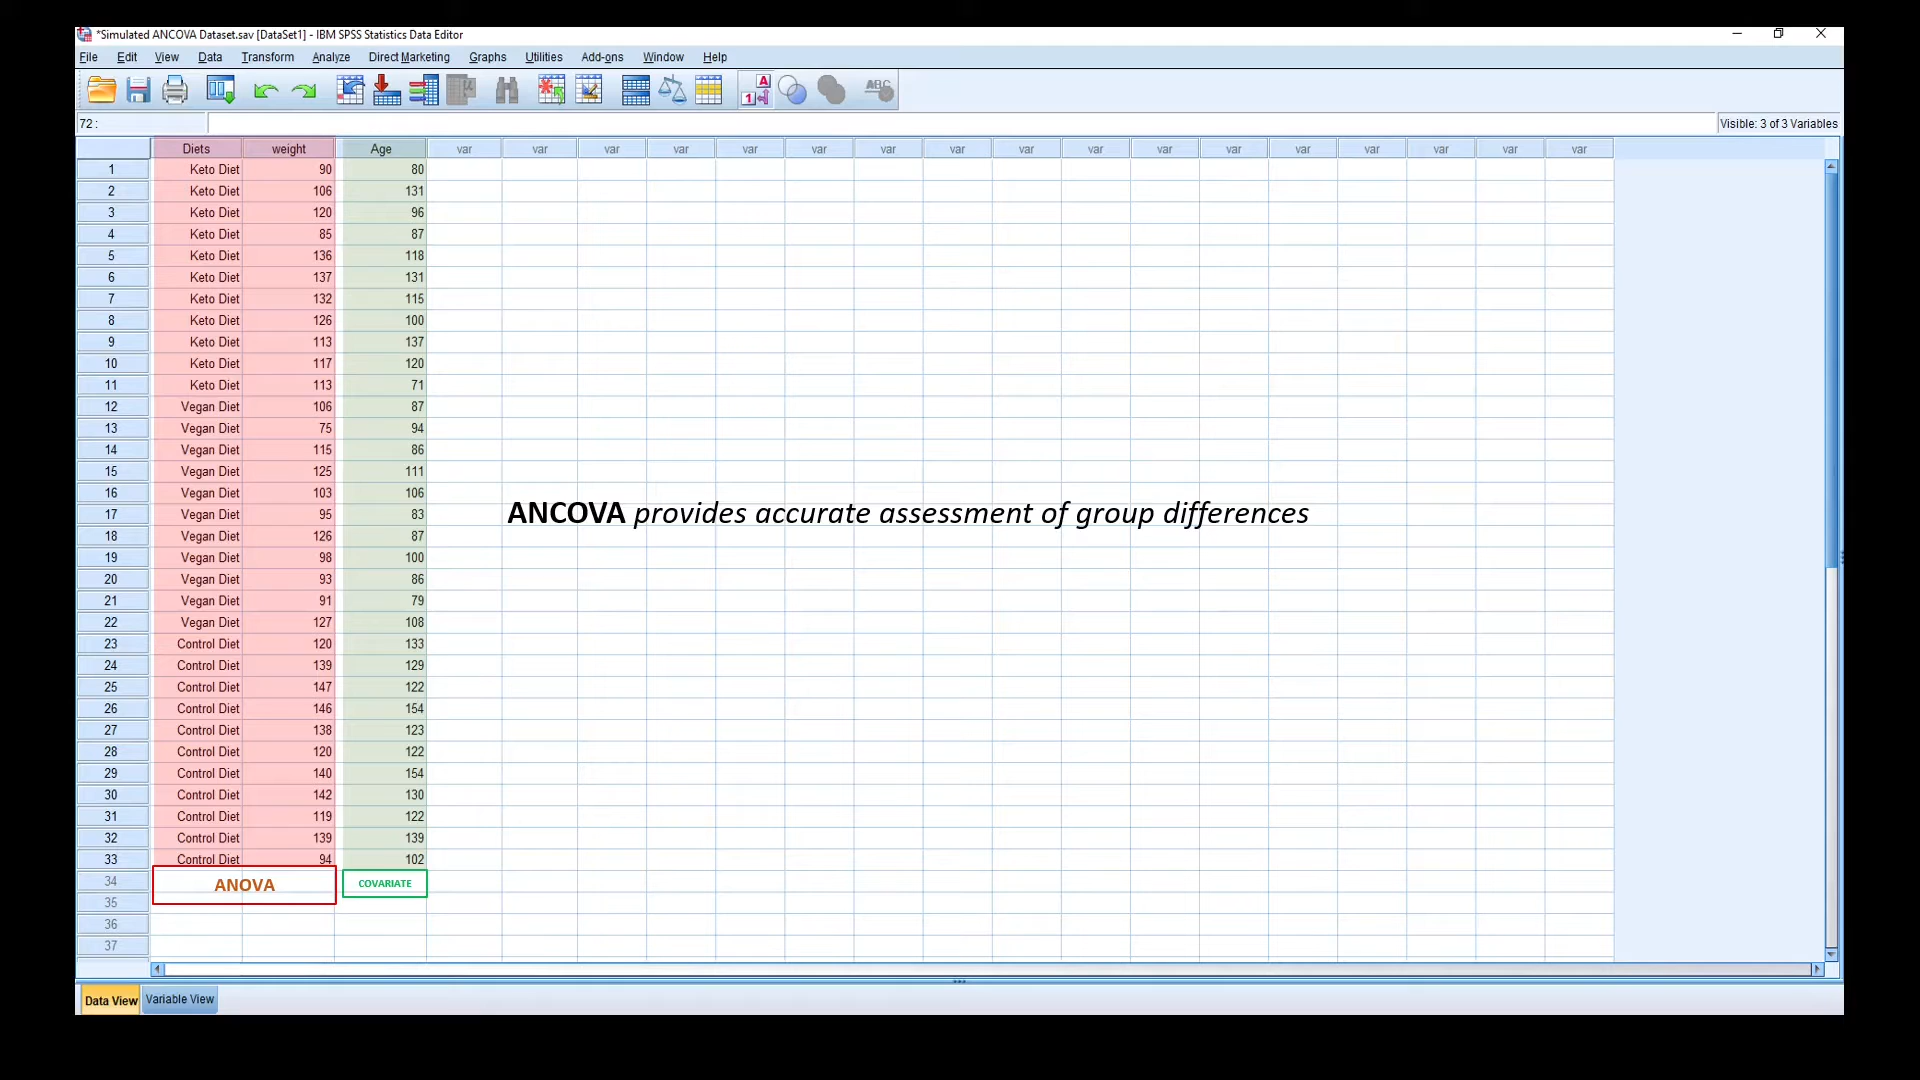 *Simulated ANCOVA Dataset.sav [DataSet1] - IBM SPSS Statistics Data Editor
File Edit View Data Transform Analyze Direct Marketing Graphs Utilities Add-ons Window Help
72 : Visible: 3 of 3 Variables
Diets weight Age var var var var var var var var var var var var var var var var var
1 Keto Diet 90 80
2 Keto Diet 106 131
3 Keto Diet 120 96
4 Keto Diet 85 87
5 Keto Diet 136 118
6 Keto Diet 137 131
7 Keto Diet 132 115
8 Keto Diet 126 100
9 Keto Diet 113 137
10 Keto Diet 117 120
11 Keto Diet 113 71
12 Vegan Diet 106 87
13 Vegan Diet 75 94
14 Vegan Diet 115 86
15 Vegan Diet 125 111
16 Vegan Diet 103 106
17 Vegan Diet 95 83
ANCOVA provides accurate assessment of group differences
18 Vegan Diet 126 87
19 Vegan Diet 98 100
20 Vegan Diet 93 86
21 Vegan Diet 91 79
22 Vegan Diet 127 108
23 Control Diet 120 133
24 Control Diet 139 129
25 Control Diet 147 122
26 Control Diet 146 154
27 Control Diet 138 123
28 Control Diet 120 122
29 Control Diet 140 154
30 Control Diet 142 130
31 Control Diet 119 122
32 Control Diet 139 139
33 Control Diet 94 102
34 ANOVA COVARIATE
35
36
37
Data View Variable View